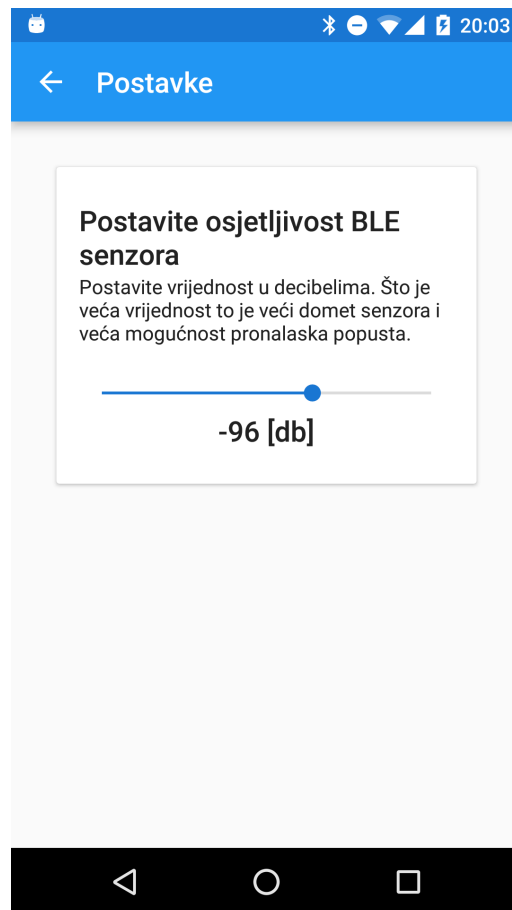 20:03
Postavke
Postavite osjetljivost BLE
senzora
Postavite vrijednost u decibelima. Što je
veća vrijednost to je veći domet senzora i
veća mogućnost pronalaska popusta.
-96 [db]